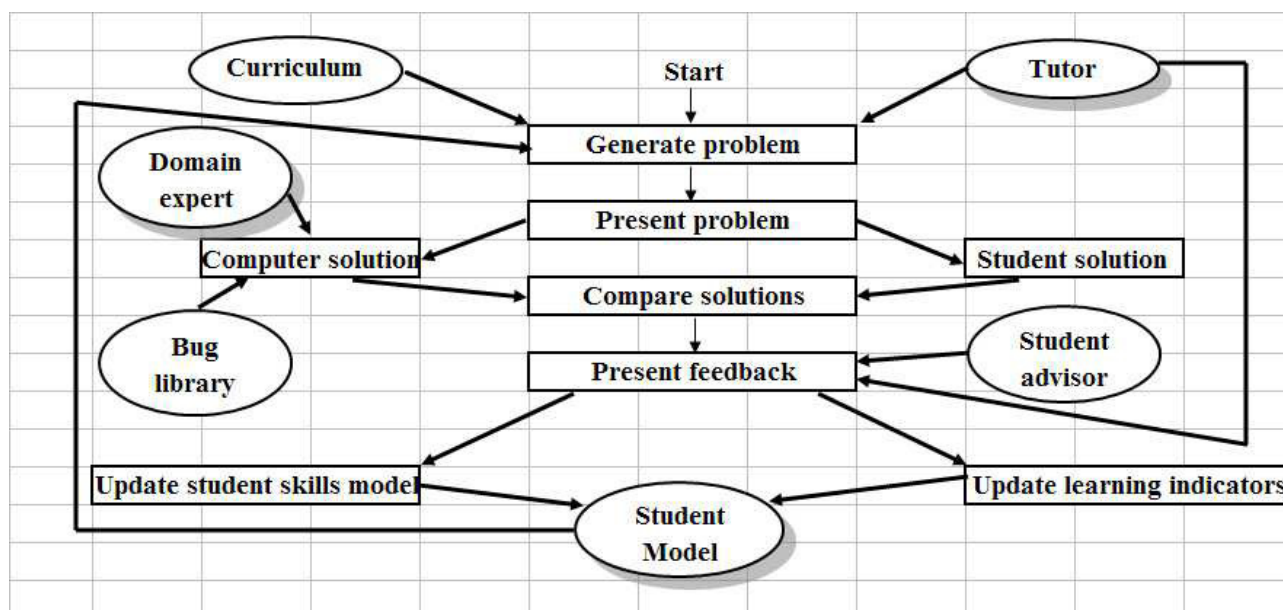 Curriculum
Start
Tutor
Generate problem
Domain
expert
Present problem
Computer solution
Student solution
Compare solutions
Bug
library
Student
advisor
Present feedback
Update student skills model
Update learning indicators
Student
Model